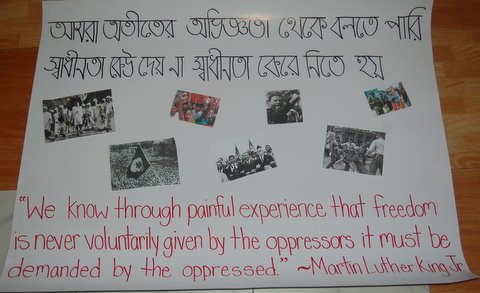 আমরা অতীতের অভিজ্ঞতা থেকে বলতে পারি
স্বাধীনতা কেউ দেয় না স্বাধীনতা কেরে নিতে হয়
"We know through painful experience that freedom
is never voluntarily given by the oppressors it must be
demanded by the oppressed." ~Martin Luther King Jr.